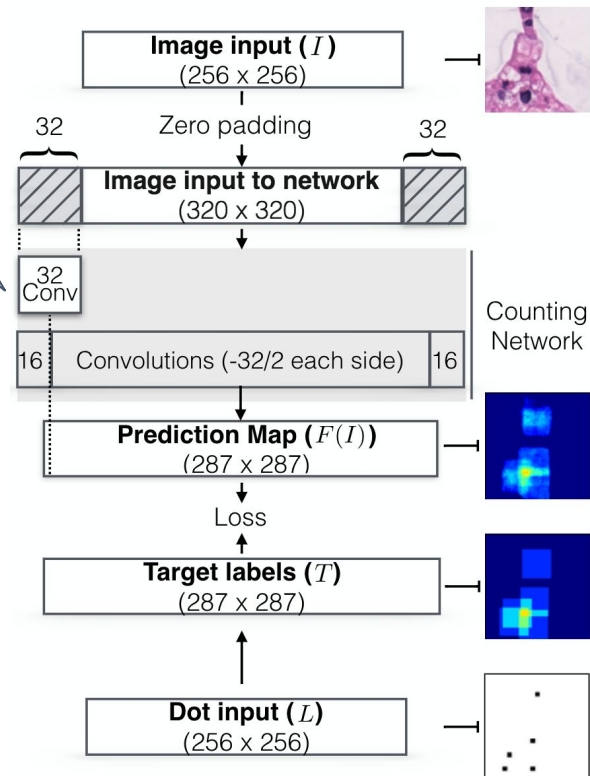 Image input (I)
(256 x 256)
32
Zero padding
32
Image input to network
(320 x 320)
32
Conv
Counting
Network
16
Convolutions (-32/2 each side)
16
Prediction Map (F(I))
(287 x 287)
Loss
Target labels (T)
(287 x 287)
Dot input (L)
(256 x 256)